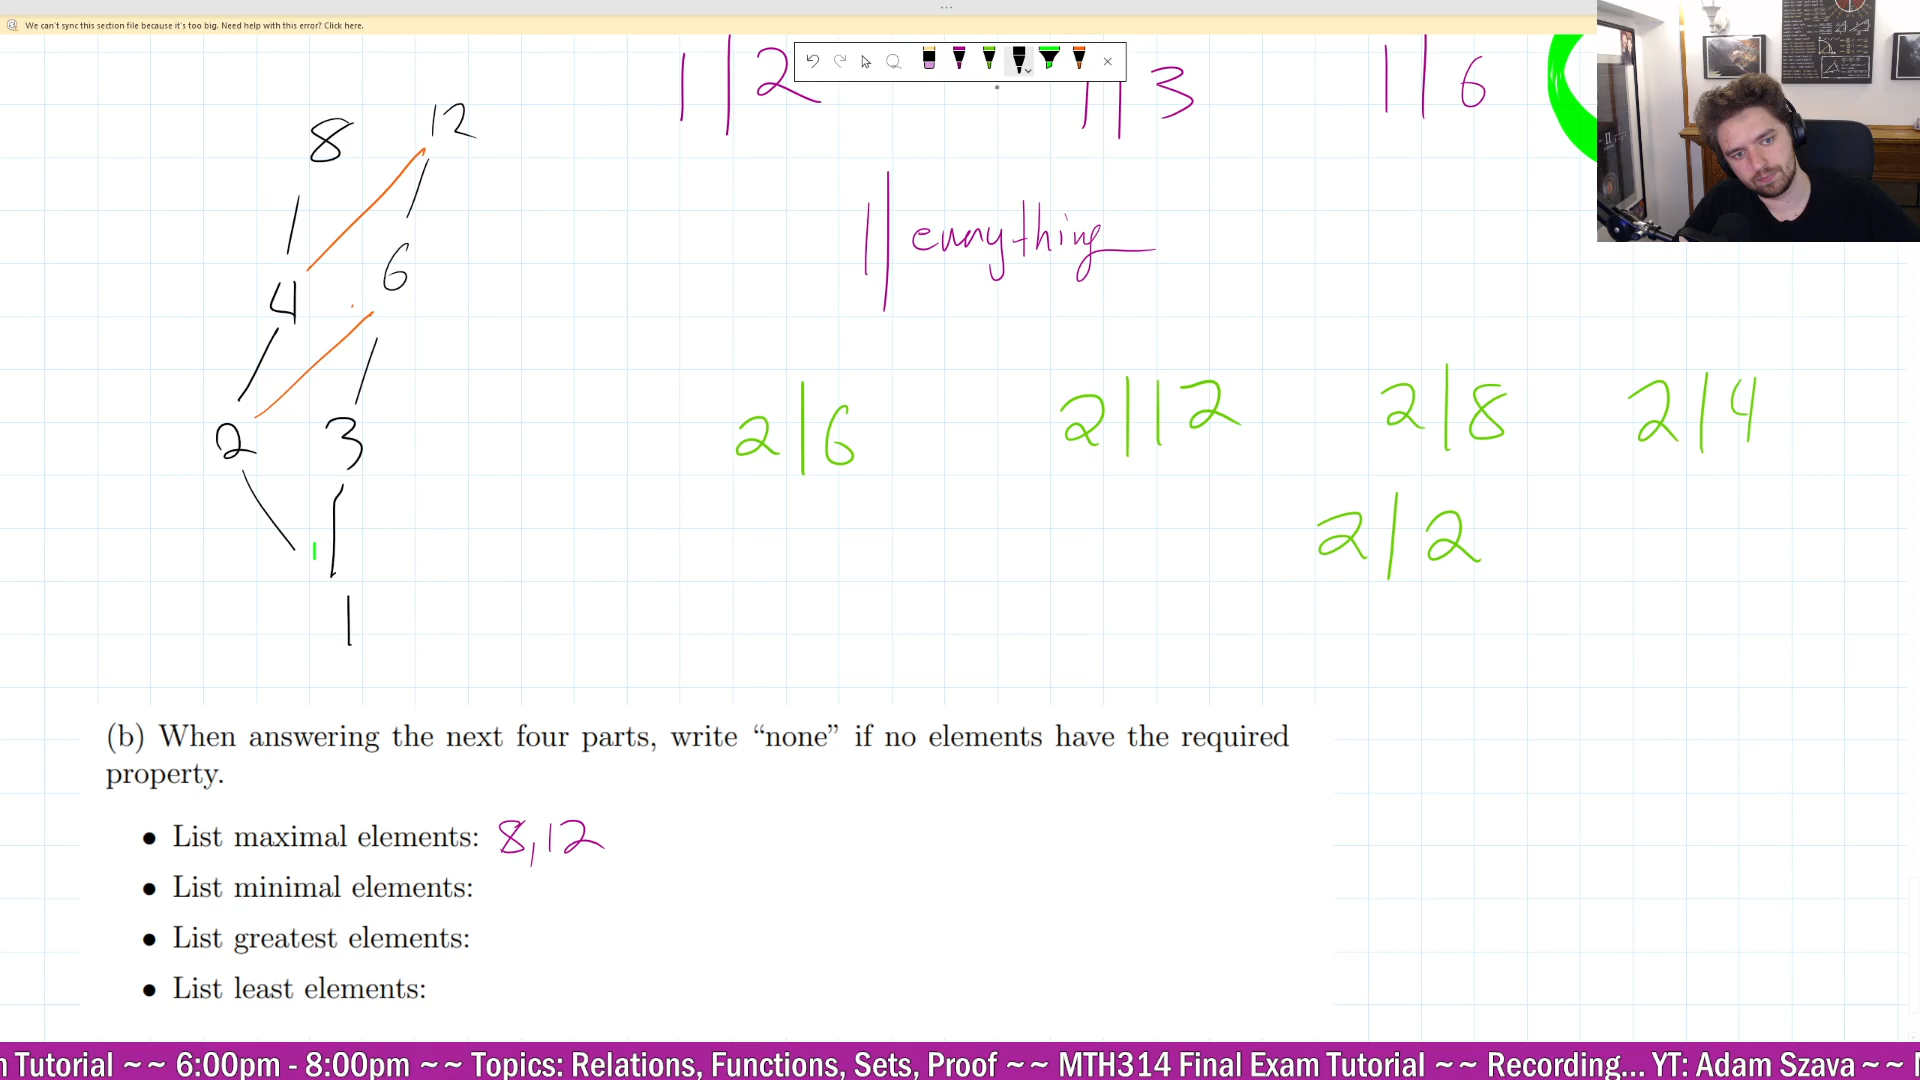 We can't sync this section file because it's too big. Need help with this error? Click here.
1|2
1|3
1|6
8 12
1|everything
4 6
2|6 2|12 2|8 2|4
2 3
2|2
1
(b) When answering the next four parts, write “none” if no elements have the required
property.
• List maximal elements: 8,12
• List minimal elements:
• List greatest elements:
• List least elements:
Tutorial ~~ 6:00pm - 8:00pm ~~ Topics: Relations, Functions, Sets, Proof ~~ MTH314 Final Exam Tutorial ~~ Recording... YT: Adam Szava ~~